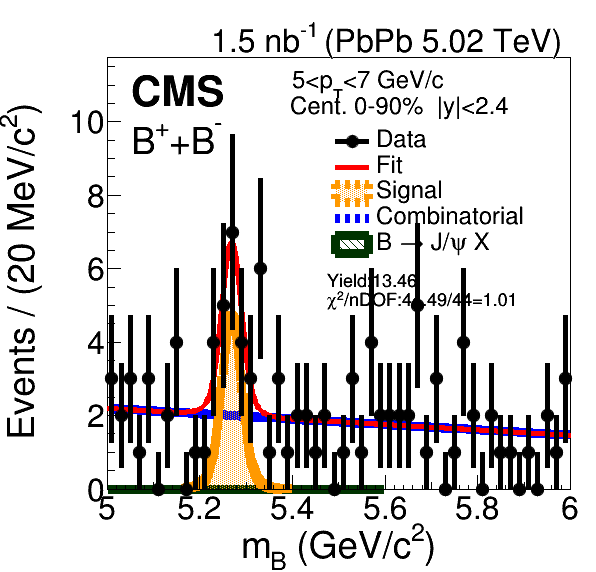 1.5 nb⁻¹ (PbPb 5.02 TeV)
CMS
B⁺+B⁻
5<p_T<7 GeV/c
Cent. 0-90% |y|<2.4
Data
Fit
Signal
Combinatorial
B → J/ψ X
Yield:13.46
χ²/nDOF:4 .49/44=1.01
Events / (20 MeV/c²)
10
8
6
4
2
0
5 5.2 5.4 5.6 5.8 6
m_B (GeV/c²)